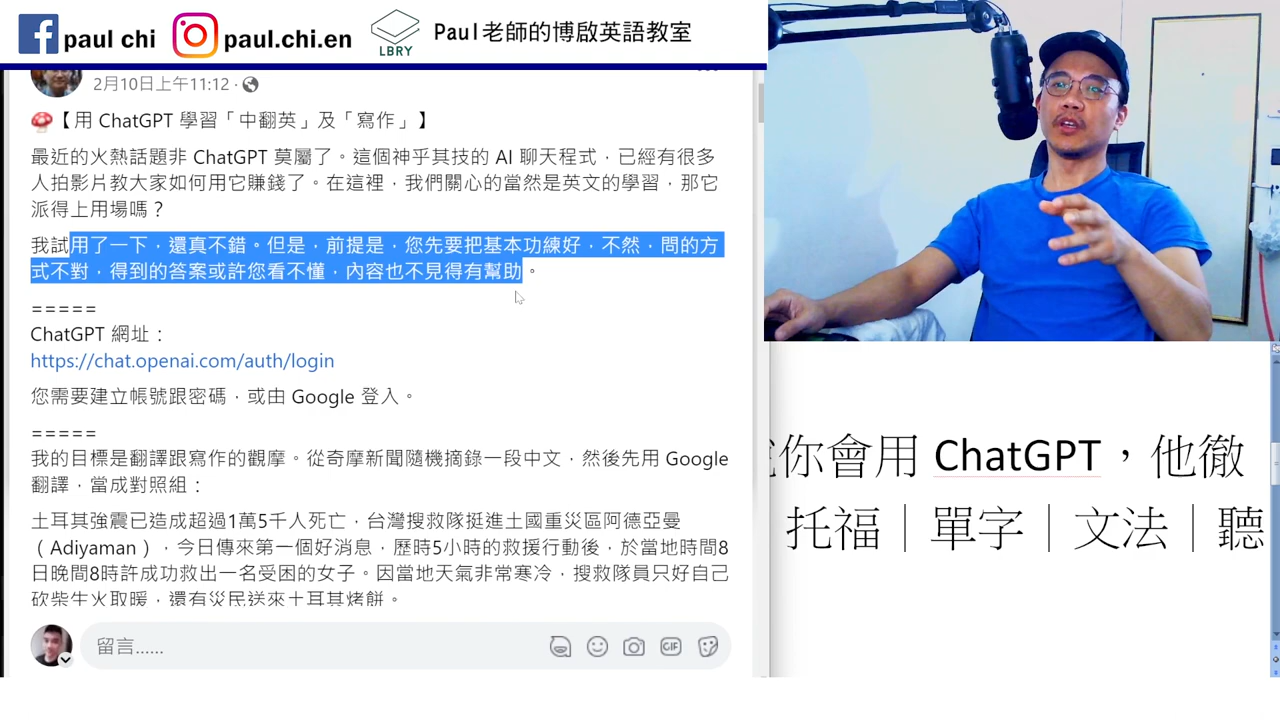 paul chi
paul.chi.en
LBRY
Paul老師的博啟英語教室
2月10日上午11:12 ·
【用 ChatGPT 學習「中翻英」及「寫作」】
最近的火熱話題非 ChatGPT 莫屬了。這個神乎其技的 AI 聊天程式，已經有很多
人拍影片教大家如何用它賺錢了。在這裡，我們關心的當然是英文的學習，那它
派得上用場嗎？
我試用了一下，還真不錯。但是，前提是，您先要把基本功練好，不然，問的方
式不對，得到的答案或許您看不懂，內容也不見得有幫助。
=====
ChatGPT 網址：
https://chat.openai.com/auth/login
您需要建立帳號跟密碼，或由 Google 登入。
=====
我的目標是翻譯跟寫作的觀摩。從奇摩新聞隨機摘錄一段中文，然後先用 Google
翻譯，當成對照組：
土耳其強震已造成超過1萬5千人死亡，台灣搜救隊挺進土國重災區阿德亞曼
（Adiyaman），今日傳來第一個好消息，歷時5小時的救援行動後，於當地時間8
日晚間8時許成功救出一名受困的女子。因當地天氣非常寒冷，搜救隊員只好自己
砍柴生火取暖，還有災民送來土耳其烤餅。
留言......
GIF
你會用 ChatGPT，他徹
托福｜單字｜文法｜聽